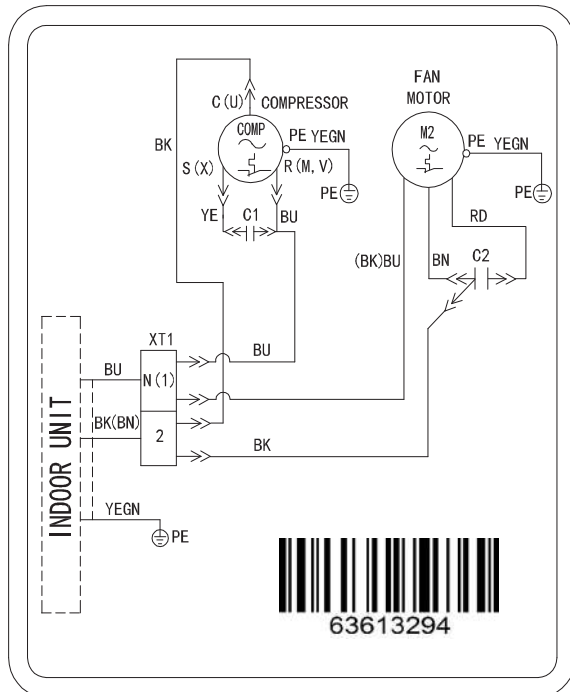 C(U) COMPRESSOR
FAN
MOTOR
BK
COMP
PE YEGN
M2
PE YEGN
S(X)
R(M, V)
PE
PE
YE
C1
BU
RD
(BK)BU
BN
C2
XT1
BU
BU
N(1)
BK(BN)
2
BK
INDOOR UNIT
YEGN
PE
63613294